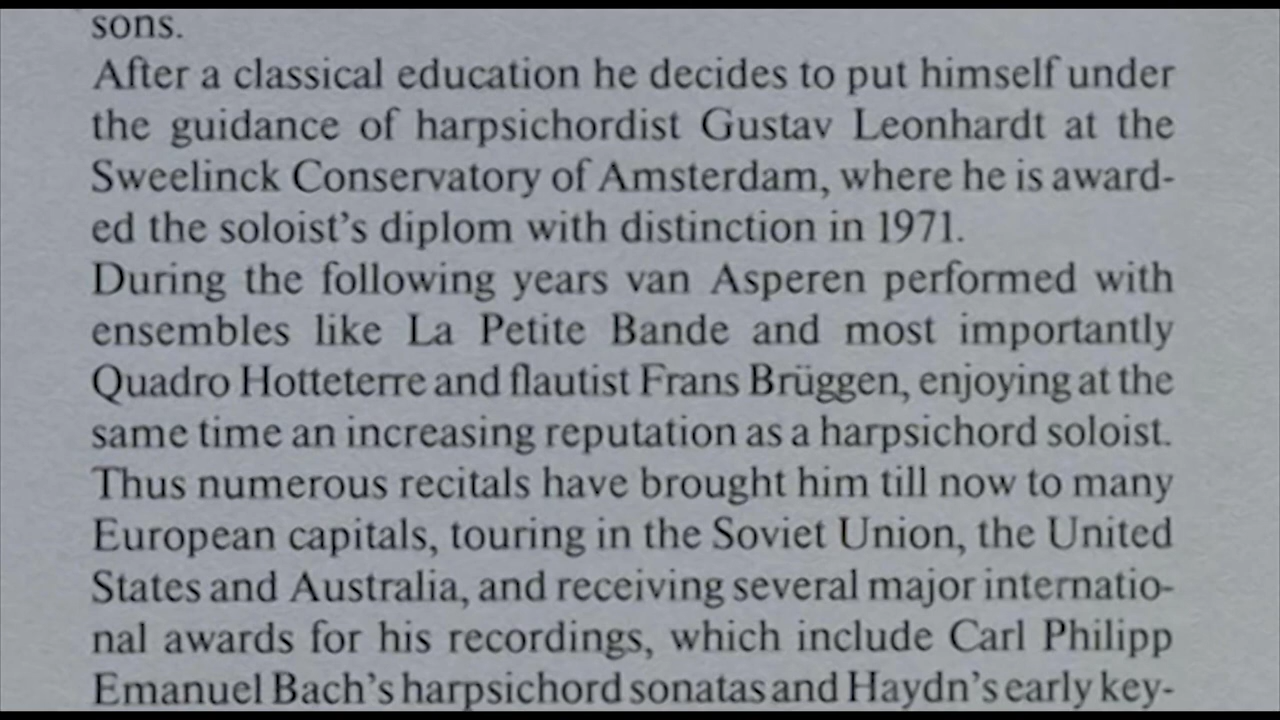 sons.
After a classical education he decides to put himself under
the guidance of harpsichordist Gustav Leonhardt at the
Sweelinck Conservatory of Amsterdam, where he is award-
ed the soloist's diplom with distinction in 1971.
During the following years van Asperen performed with
ensembles like La Petite Bande and most importantly
Quadro Hotteterre and flautist Frans Brüggen, enjoying at the
same time an increasing reputation as a harpsichord soloist.
Thus numerous recitals have brought him till now to many
European capitals, touring in the Soviet Union, the United
States and Australia, and receiving several major internatio-
nal awards for his recordings, which include Carl Philipp
Emanuel Bach's harpsichord sonatas and Haydn's early key-